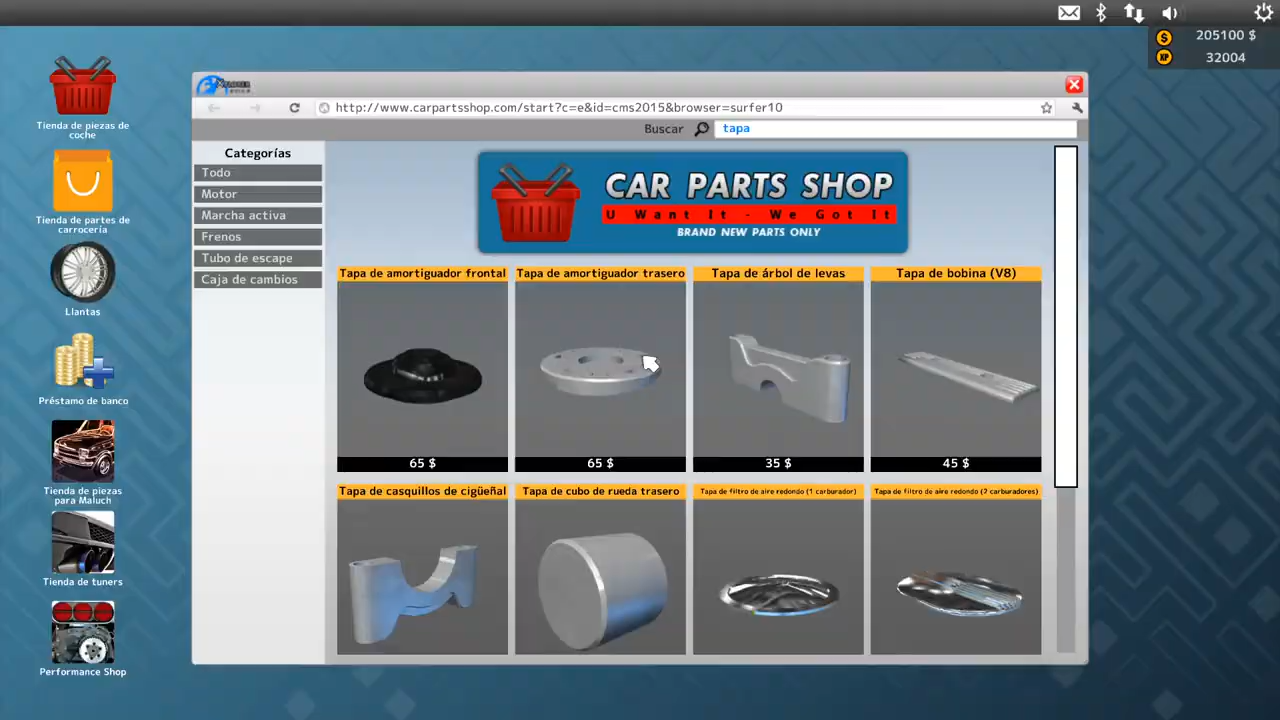 205100 $
32004
Tienda de piezas de
coche
Tienda de partes de
carrocería
Llantas
Préstamo de banco
Tienda de piezas
para Maluch
Tienda de tuners
Performance Shop
http://www.carpartsshop.com/start?c=e&id=cms2015&browser=surfer10
Buscar
tapa
Categorías
Todo
Motor
Marcha activa
Frenos
Tubo de escape
Caja de cambios
CAR PARTS SHOP
U Want It - We Got It
BRAND NEW PARTS ONLY
Tapa de amortiguador frontal
65 $
Tapa de amortiguador trasero
65 $
Tapa de árbol de levas
35 $
Tapa de bobina (V8)
45 $
Tapa de casquillos de cigüeñal
Tapa de cubo de rueda trasero
Tapa de filtro de aire redondo (1 carburador)
Tapa de filtro de aire redondo (2 carburadores)